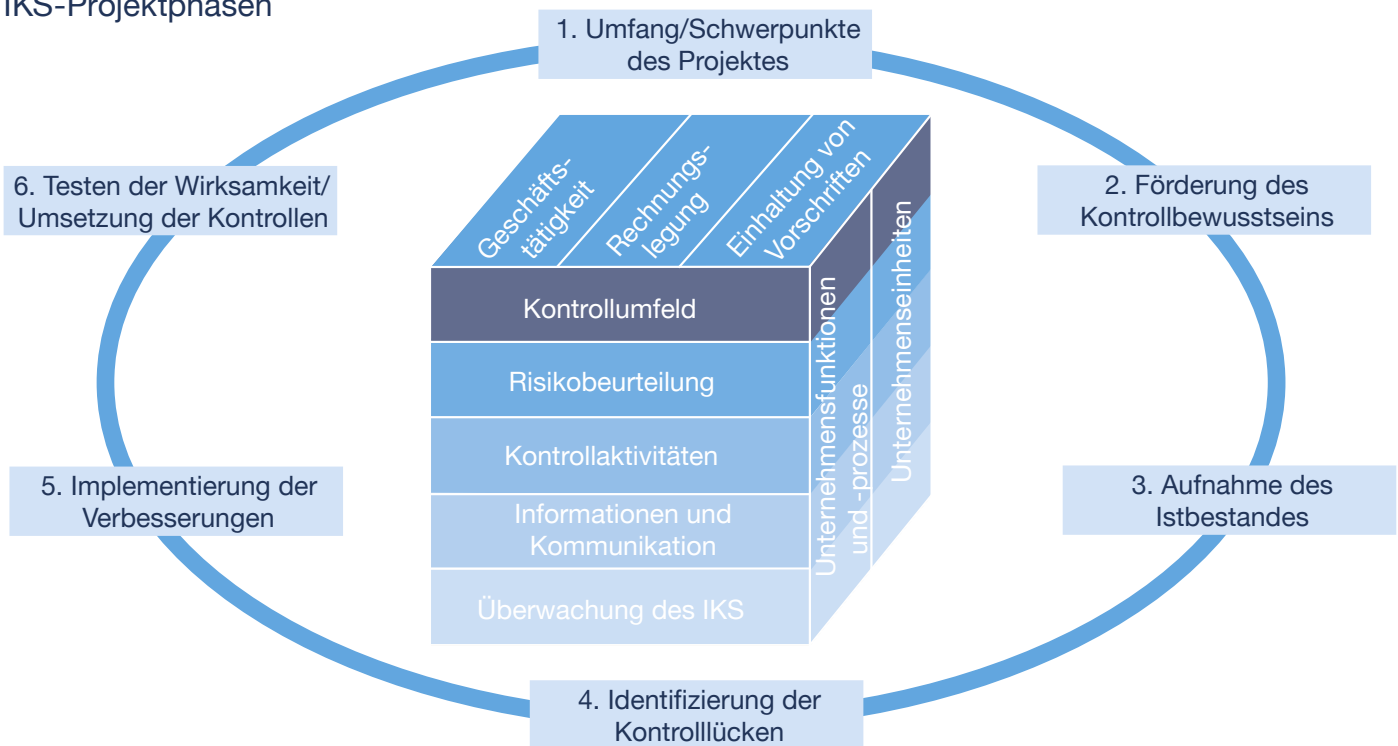 IKS-Projektphasen
1. Umfang/Schwerpunkte
des Projektes
2. Förderung des
Kontrollbewusstseins
3. Aufnahme des
Istbestandes
4. Identifizierung der
Kontrolllücken
5. Implementierung der
Verbesserungen
6. Testen der Wirksamkeit/
Umsetzung der Kontrollen
Geschäfts-
tätigkeit
Rechnungs-
legung
Einhaltung von
Vorschriften
Kontrollumfeld
Risikobeurteilung
Kontrollaktivitäten
Informationen und
Kommunikation
Überwachung des IKS
Unternehmensfunktionen
und -prozesse
Unternehmenseinheiten